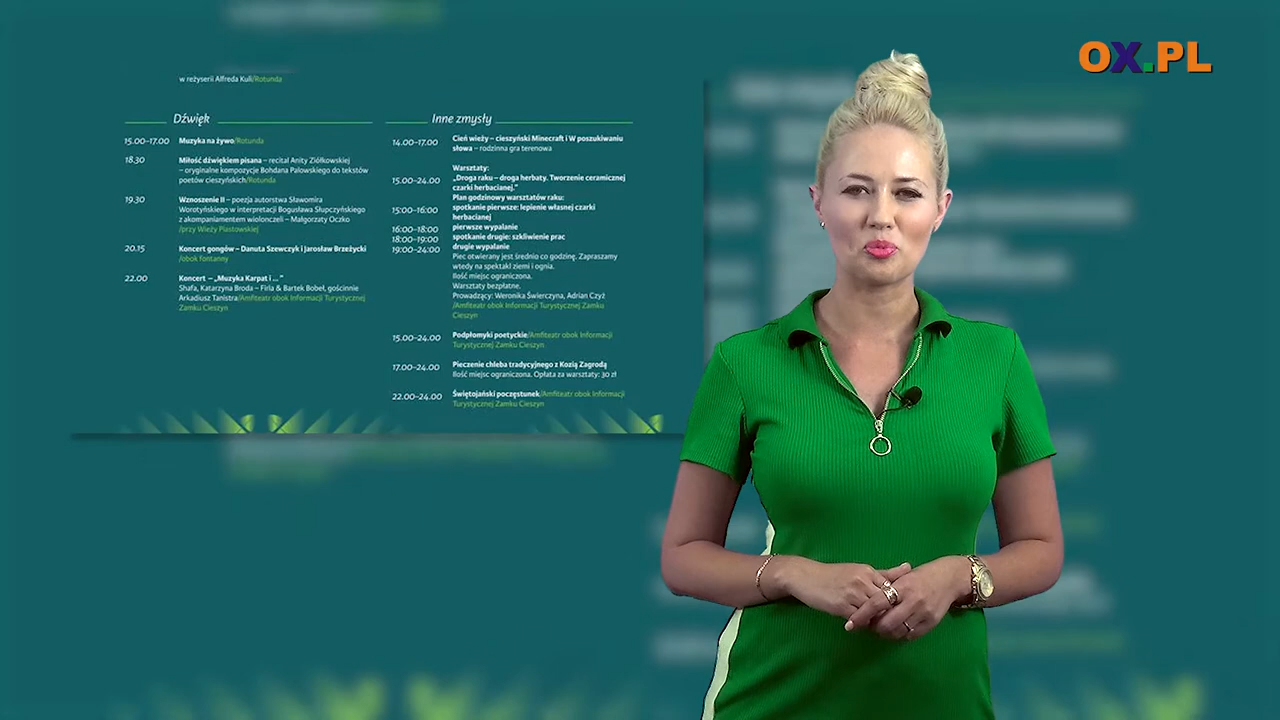 w reżyserii Alfreda Kuli/Rotunda
Dźwięk
15.00–17.00 Muzyka na żywo/Rotunda
18.30 Miłość dźwiękiem pisana – recital Anity Ziółkowskiej
– oryginalne kompozycje Bohdana Pałowskiego do tekstów
poetów cieszyńskich/Rotunda
19.30 Wznoszenie II – poezja autorstwa Sławomira
Worotyńskiego w interpretacji Bogusława Słupczyńskiego
z akompaniamentem wiolonczeli – Małgorzaty Oczko
/przy Wieży Piastowskiej
20.15 Koncert gongów – Danuta Szewczyk i Jarosław Brzeżycki
/obok fontanny
22.00 Koncert – „Muzyka Karpat i ... "
Shafa, Katarzyna Broda – Firla & Bartek Bobel, gościnnie
Arkadiusz Tanistra/Amfiteatr obok Informacji Turystycznej
Zamku Cieszyn
Inne zmysły
14.00–17.00 Cień wieży – cieszyński Minecraft i W poszukiwaniu
słowa – rodzinna gra terenowa
Warsztaty:
15.00–24.00 „Droga raku – droga herbaty. Tworzenie ceramicznej
czarki herbacianej."
Plan godzinowy warsztatów raku:
15:00–16:00 spotkanie pierwsze: lepienie własnej czarki
herbacianej
16:00–18:00 pierwsze wypalanie
18:00–19:00 spotkanie drugie: szkliwienie prac
19:00–24:00 drugie wypalanie
Piec otwierany jest średnio co godzinę. Zapraszamy
wtedy na spektakl ziemi i ognia.
Ilość miejsc ograniczona.
Warsztaty bezpłatne.
Prowadzący: Weronika Świerczyna, Adrian Czyż
/Amfiteatr obok Informacji Turystycznej Zamku
Cieszyn
15.00–24.00 Podpłomyki poetyckie/Amfiteatr obok Informacji
Turystycznej Zamku Cieszyn
17.00–24.00 Pieczenie chleba tradycyjnego z Kozią Zagrodą
Ilość miejsc ograniczona. Opłata za warsztaty: 30 zł
22.00–24.00 Świętojański poczęstunek/Amfiteatr obok Informacji
Turystycznej Zamku Cieszyn
OX.PL